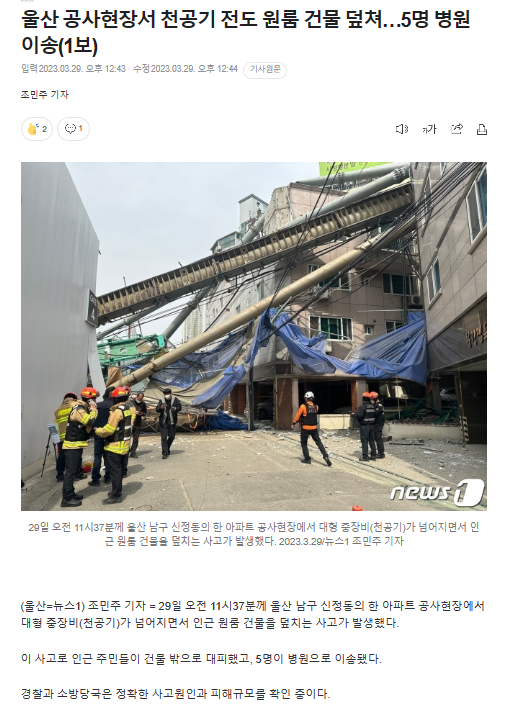 울산 공사현장서 천공기 전도 원룸 건물 덮쳐…5명 병원
이송(1보)
입력2023.03.29. 오후 12:43 · 수정2023.03.29. 오후 12:44 기사원문
조민주 기자
2 1 가
news1
29일 오전 11시37분께 울산 남구 신정동의 한 아파트 공사현장에서 대형 중장비(천공기)가 넘어지면서 인
근 원룸 건물을 덮치는 사고가 발생했다. 2023.3.29/뉴스1 조민주 기자
(울산=뉴스1) 조민주 기자 = 29일 오전 11시37분께 울산 남구 신정동의 한 아파트 공사현장에서
대형 중장비(천공기)가 넘어지면서 인근 원룸 건물을 덮치는 사고가 발생했다.
이 사고로 인근 주민들이 건물 밖으로 대피했고, 5명이 병원으로 이송됐다.
경찰과 소방당국은 정확한 사고원인과 피해규모를 확인 중이다.